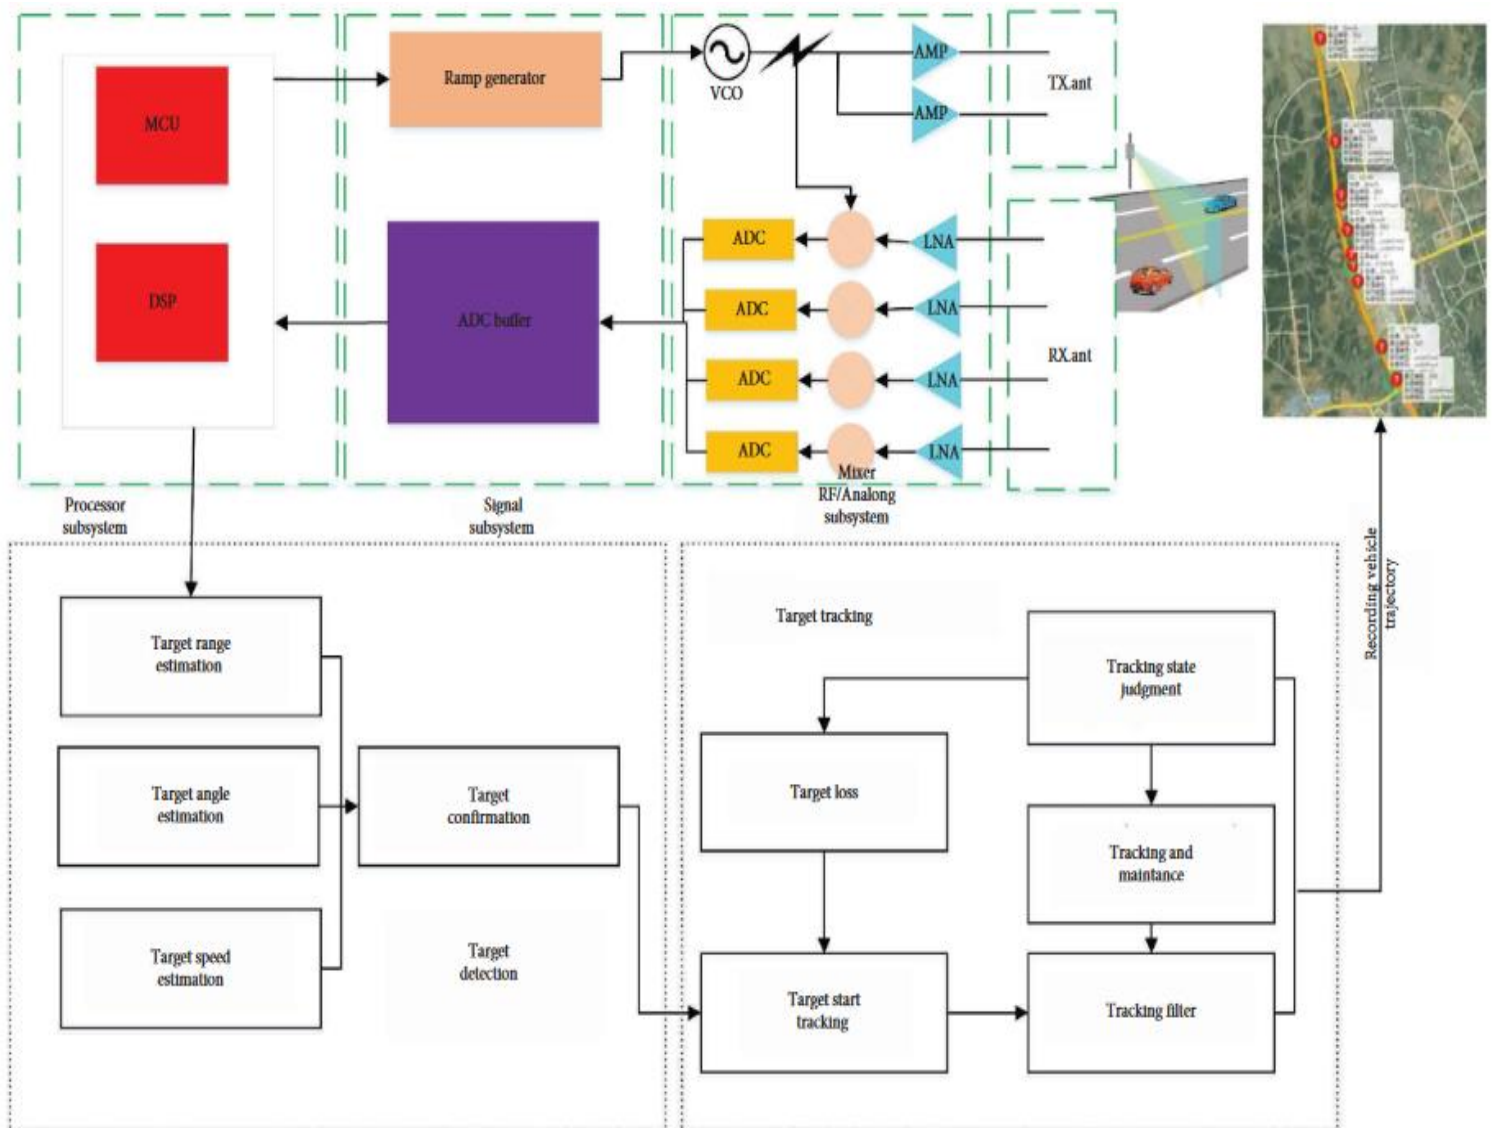 MCU
DSP
Processor
subsystem
Ramp generator
ADC buffer
Signal
subsystem
VCO
AMP
AMP
ADC
LNA
ADC
LNA
ADC
LNA
ADC
LNA
Mixer
RF/Analong
subsystem
TX.ant
RX.ant
Recording vehicle
trajectory
Target range
estimation
Target angle
estimation
Target speed
estimation
Target
confirmation
Target
detection
Target tracking
Tracking state
judgment
Target loss
Tracking and
maintance
Target start
tracking
Tracking filter